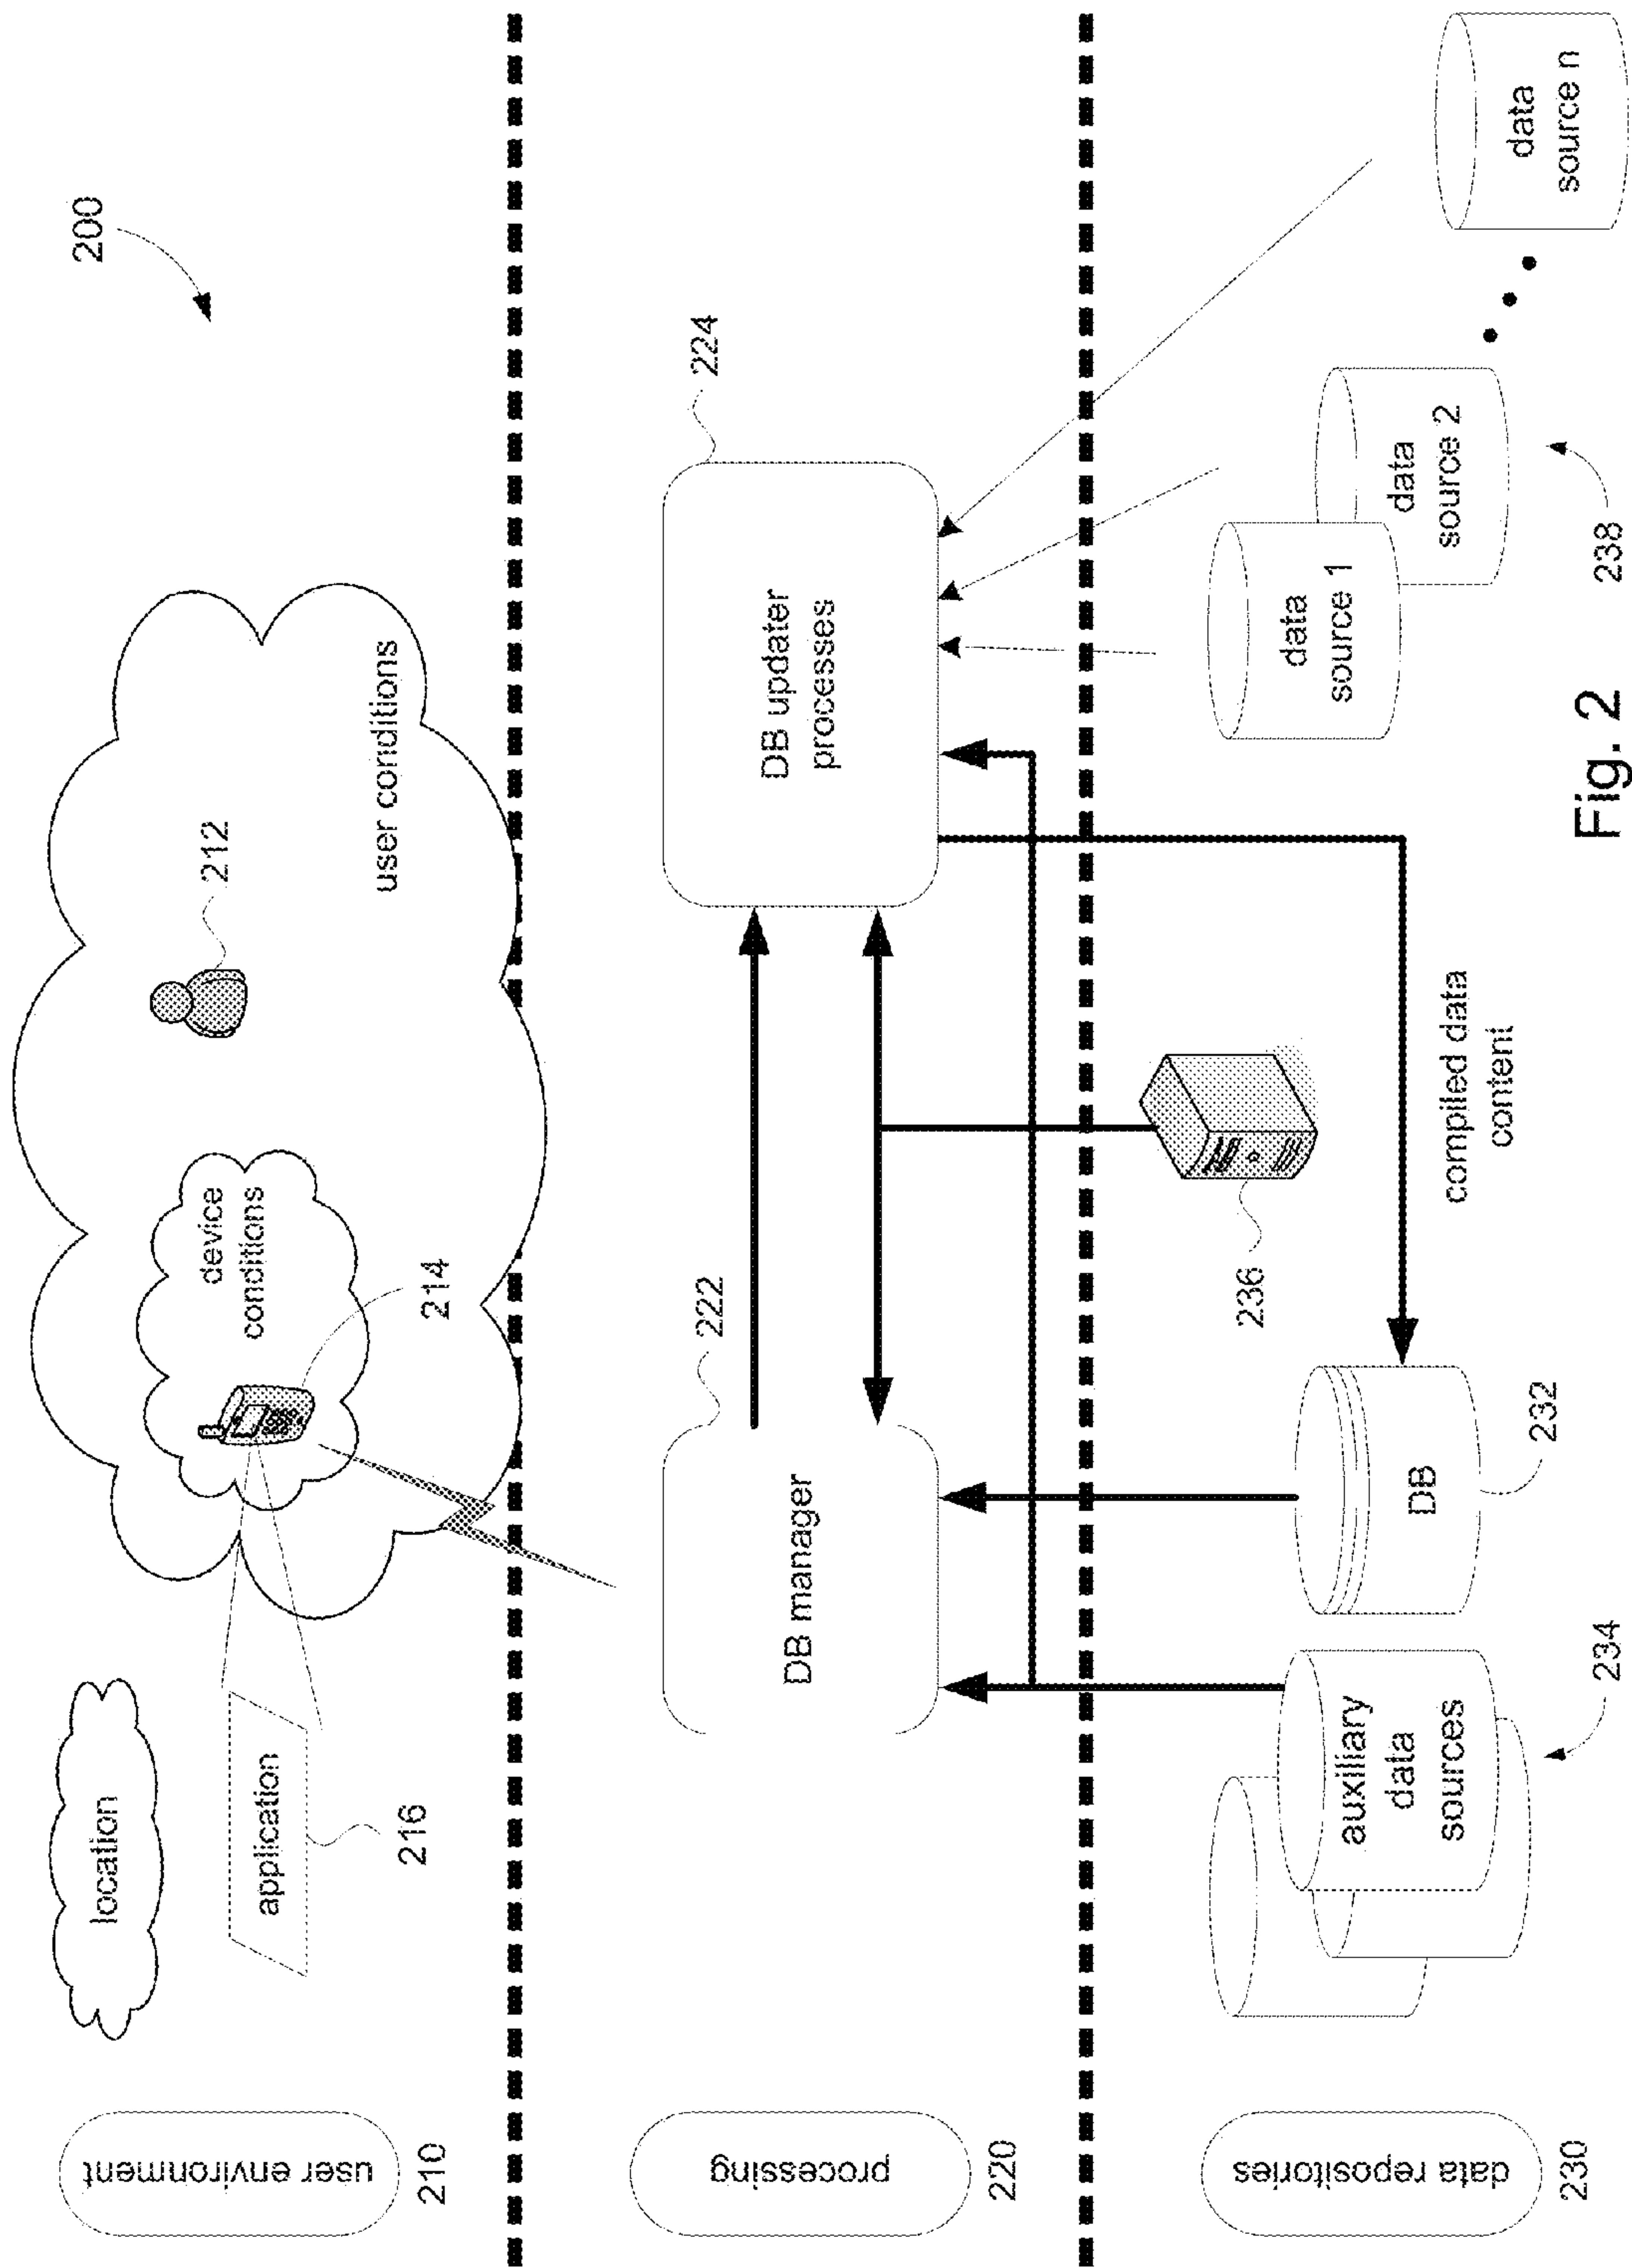 200
location
application
216
device
conditions
214
212
user conditions
user environment
210
222
DB manager
DB updater
processes
224
processing
220
236
compiled data
content
auxiliary
data
sources
234
DB
232
data
source 1
data
source 2
data
source n
238
data repositories
230
Fig. 2